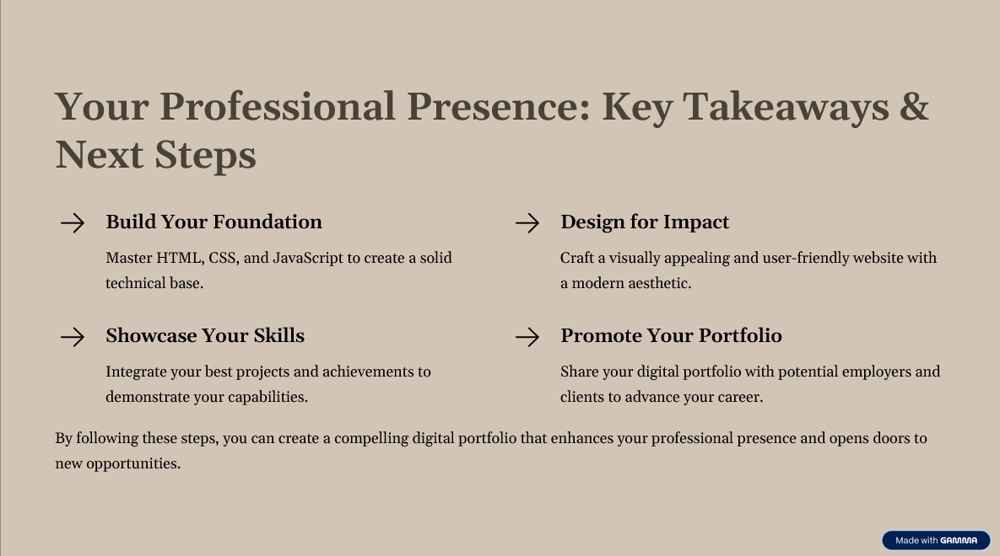 Your Professional Presence: Key Takeaways &
Next Steps
Build Your Foundation
Master HTML, CSS, and JavaScript to create a solid
technical base.
Design for Impact
Craft a visually appealing and user-friendly website with
a modern aesthetic.
Showcase Your Skills
Integrate your best projects and achievements to
demonstrate your capabilities.
Promote Your Portfolio
Share your digital portfolio with potential employers and
clients to advance your career.
By following these steps, you can create a compelling digital portfolio that enhances your professional presence and opens doors to
new opportunities.
Made with GAMMA